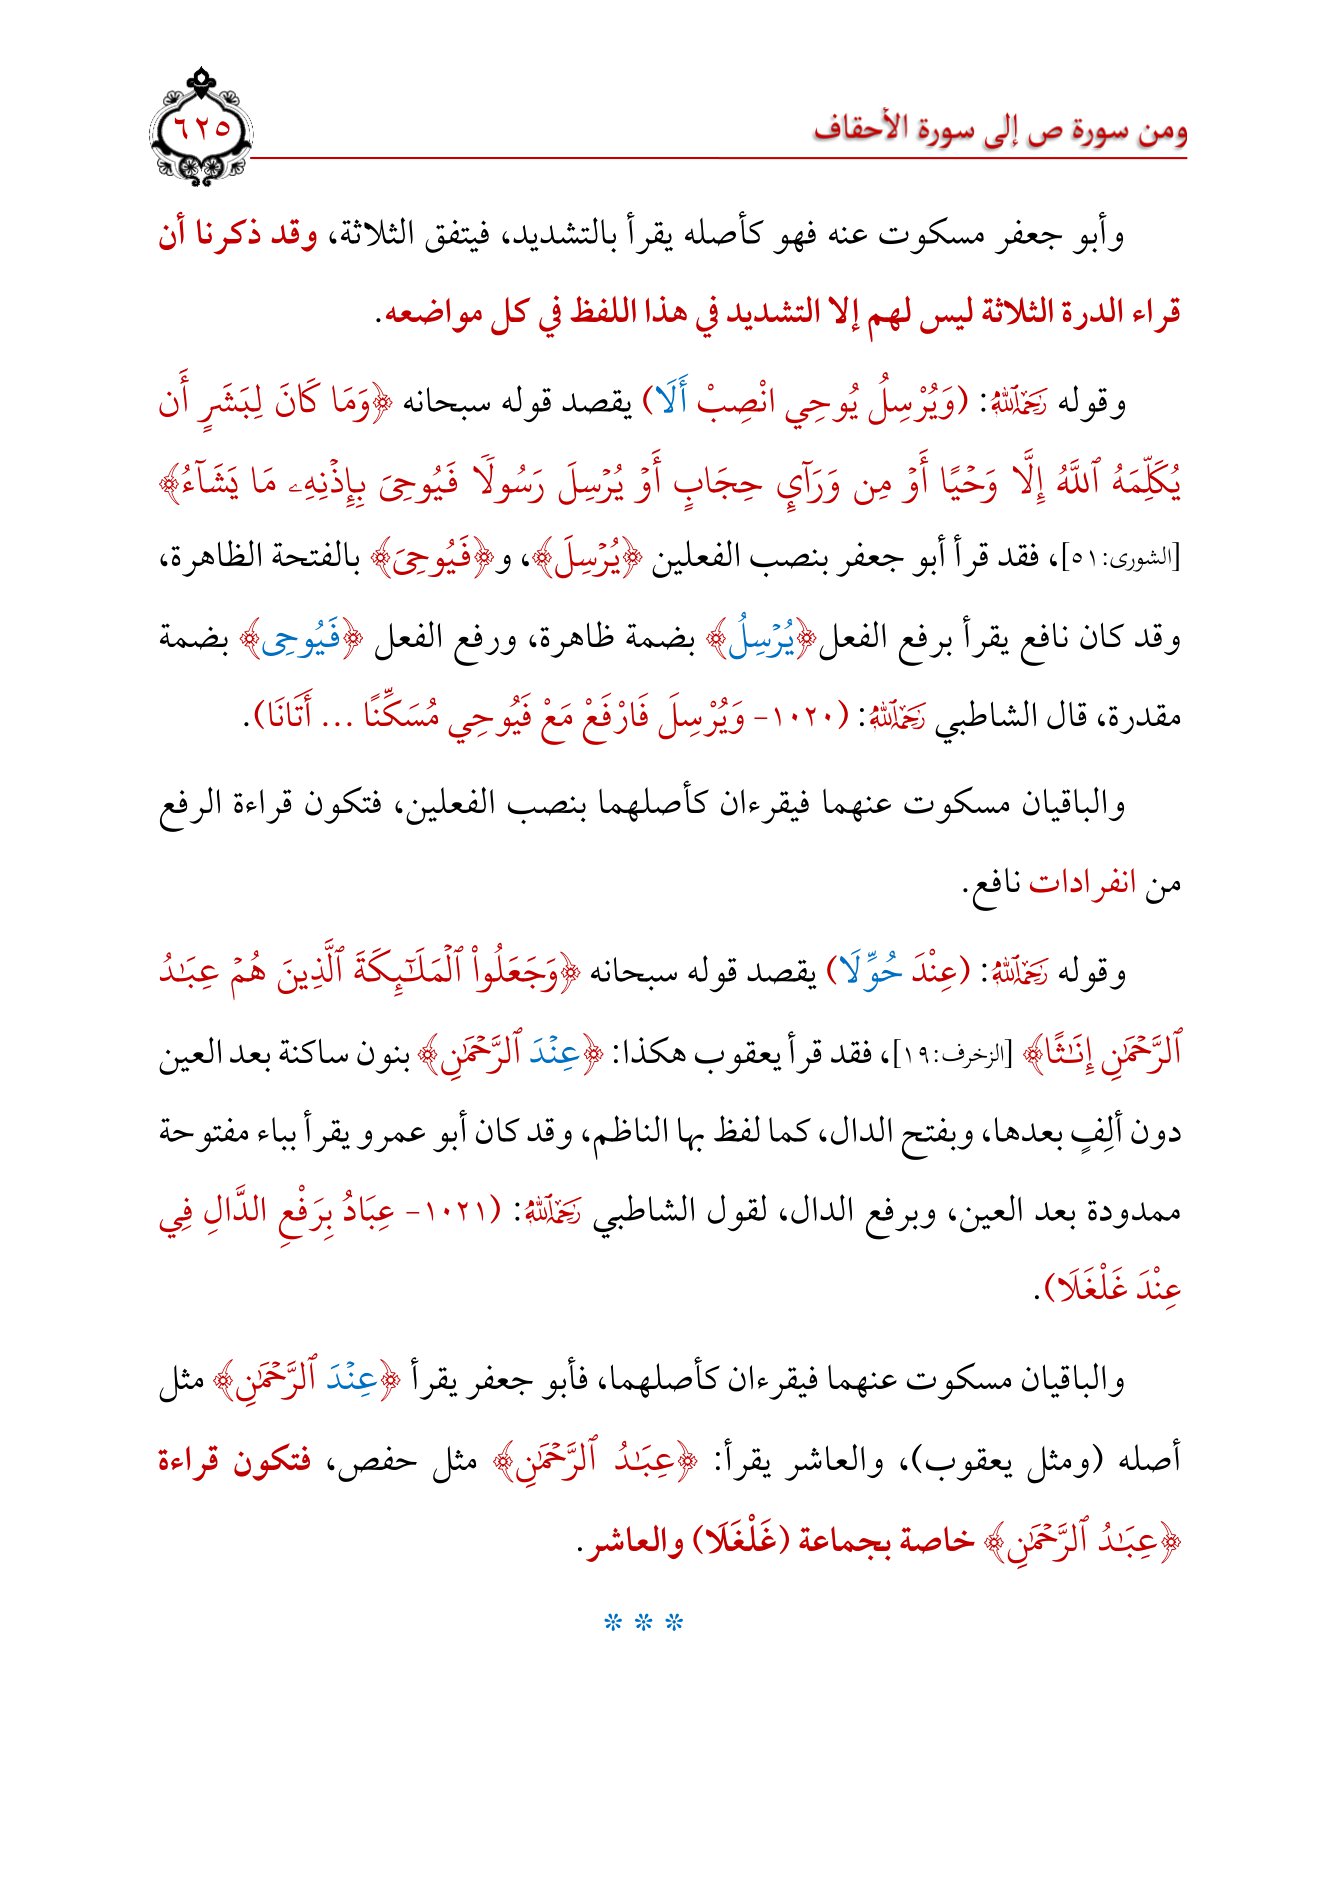 ومن سورة ص إلى سورة الأحقاف
٦٢٥
وأبو جعفر مسكوت عنه فهو كأصله يقرأ بالتشديد، فيتفق الثلاثة، وقد ذكرنا أن
قراء الدرة الثلاثة ليس لهم إلا التشديد في هذا اللفظ في كل مواضعه.
وقوله رَحِمَهُ ٱللَّهُ: (وَيُرْسِلُ يُوحِي انْصِبْ أَلَا) يقصد قوله سبحانه ﴿وَمَا كَانَ لِبَشَرٍ أَن
يُكَلِّمَهُ ٱللَّهُ إِلَّا وَحْيًا أَوْ مِن وَرَآيِٕ حِجَابٍ أَوْ يُرْسِلَ رَسُولًا فَيُوحِىَ بِإِذْنِهِۦ مَا يَشَآءُ﴾
[الشورى:٥١]، فقد قرأ أبو جعفر بنصب الفعلين ﴿يُرْسِلَ﴾، و﴿فَيُوحِىَ﴾ بالفتحة الظاهرة،
وقد كان نافع يقرأ برفع الفعل ﴿يُرْسِلُ﴾ بضمة ظاهرة، ورفع الفعل ﴿فَيُوحِى﴾ بضمة
مقدرة، قال الشاطبي رَحِمَهُ ٱللَّهُ: (١٠٢٠- وَيُرْسِلَ فَارْفَعْ مَعْ فَيُوحِي مُسَكِّنًا ... أَتَانَا).
والباقيان مسكوت عنهما فيقرءان كأصلهما بنصب الفعلين، فتكون قراءة الرفع
من انفرادات نافع.
وقوله رَحِمَهُ ٱللَّهُ: (عِنْدَ حُوِّلَا) يقصد قوله سبحانه ﴿وَجَعَلُوا۟ ٱلْمَلَـٰٓئِكَةَ ٱلَّذِينَ هُمْ عِبَـٰدُ
ٱلرَّحْمَـٰنِ إِنَـٰثًا﴾ [الزخرف:١٩]، فقد قرأ يعقوب هكذا: ﴿عِنْدَ ٱلرَّحْمَـٰنِ﴾ بنون ساكنة بعد العين
دون ألِفٍ بعدها، وبفتح الدال، كما لفظ بها الناظم، وقد كان أبو عمرو يقرأ بباء مفتوحة
ممدودة بعد العين، وبرفع الدال، لقول الشاطبي رَحِمَهُ ٱللَّهُ: (١٠٢١- عِبَادُ بِرَفْعِ الدَّالِ فِي
عِنْدَ غَلْغَلَا).
والباقيان مسكوت عنهما فيقرءان كأصلهما، فأبو جعفر يقرأ ﴿عِنْدَ ٱلرَّحْمَـٰنِ﴾ مثل
أصله (ومثل يعقوب)، والعاشر يقرأ: ﴿عِبَـٰدُ ٱلرَّحْمَـٰنِ﴾ مثل حفص، فتكون قراءة
﴿عِبَـٰدُ ٱلرَّحْمَـٰنِ﴾ خاصة بجماعة (غَلْغَلَا) والعاشر.
* * *